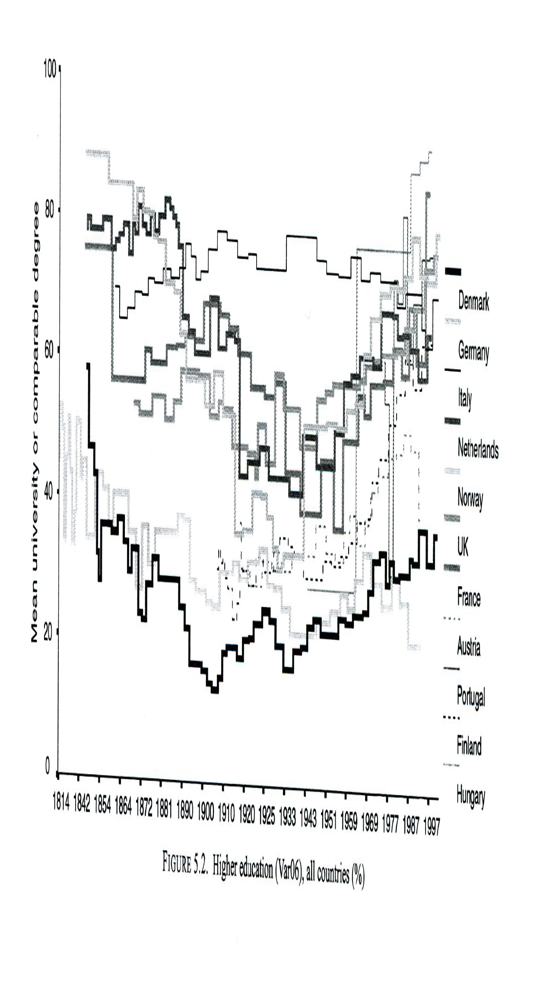 100
80
60
40
20
0
Mean university or comparable degree
1814 1842 1854 1864 1872 1881 1890 1900 1910 1920 1925 1933 1943 1951 1959 1969 1977 1987 1997
Denmark
Germany
Italy
Netherlands
Norway
UK
France
Austria
Portugal
Finland
Hungary
FIGURE 5.2. Higher education (Var06), all countries (%)